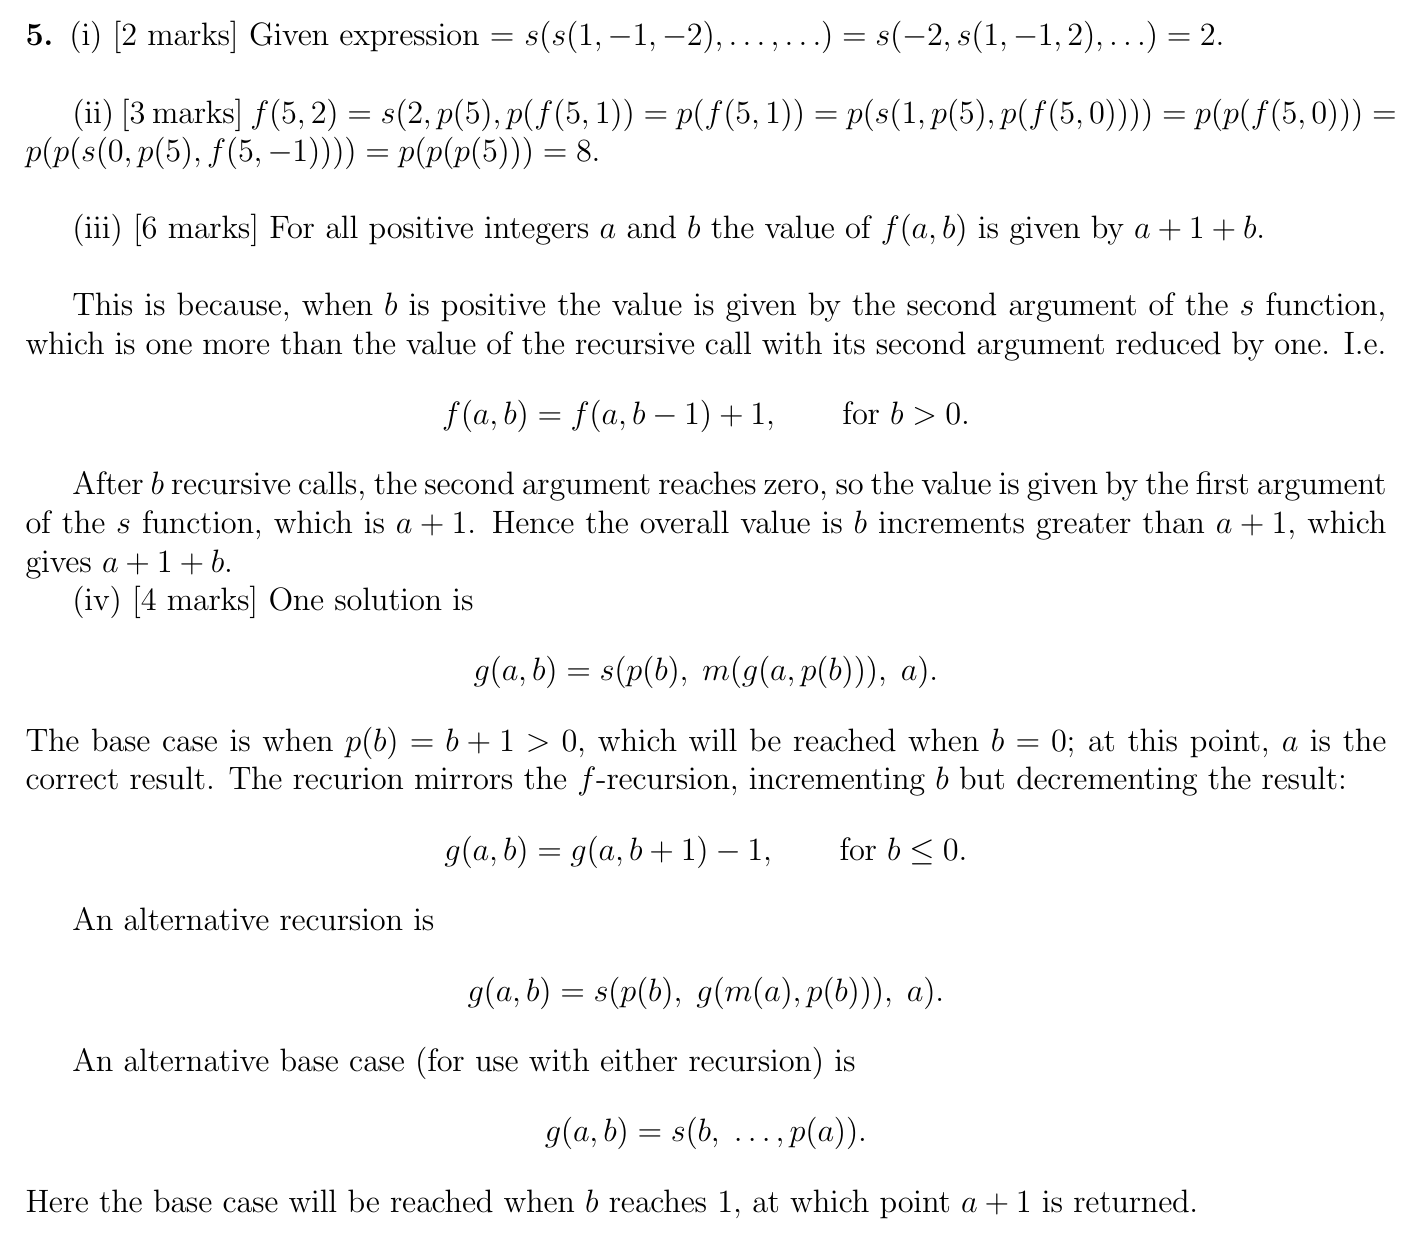 5. (i) [2 marks] Given expression = s(s(1, −1, −2), . . . , . . .) = s(−2, s(1, −1, 2), . . .) = 2.
(ii) [3 marks] f(5, 2) = s(2, p(5), p(f(5, 1)) = p(f(5, 1)) = p(s(1, p(5), p(f(5, 0)))) = p(p(f(5, 0))) =
p(p(s(0, p(5), f(5, −1)))) = p(p(p(5))) = 8.
(iii) [6 marks] For all positive integers a and b the value of f(a, b) is given by a + 1 + b.
This is because, when b is positive the value is given by the second argument of the s function,
which is one more than the value of the recursive call with its second argument reduced by one. I.e.
f(a, b) = f(a, b − 1) + 1, for b > 0.
After b recursive calls, the second argument reaches zero, so the value is given by the first argument
of the s function, which is a + 1. Hence the overall value is b increments greater than a + 1, which
gives a + 1 + b.
(iv) [4 marks] One solution is
g(a, b) = s(p(b), m(g(a, p(b))), a).
The base case is when p(b) = b + 1 > 0, which will be reached when b = 0; at this point, a is the
correct result. The recurion mirrors the f-recursion, incrementing b but decrementing the result:
g(a, b) = g(a, b + 1) − 1, for b ≤ 0.
An alternative recursion is
g(a, b) = s(p(b), g(m(a), p(b))), a).
An alternative base case (for use with either recursion) is
g(a, b) = s(b, . . . , p(a)).
Here the base case will be reached when b reaches 1, at which point a + 1 is returned.